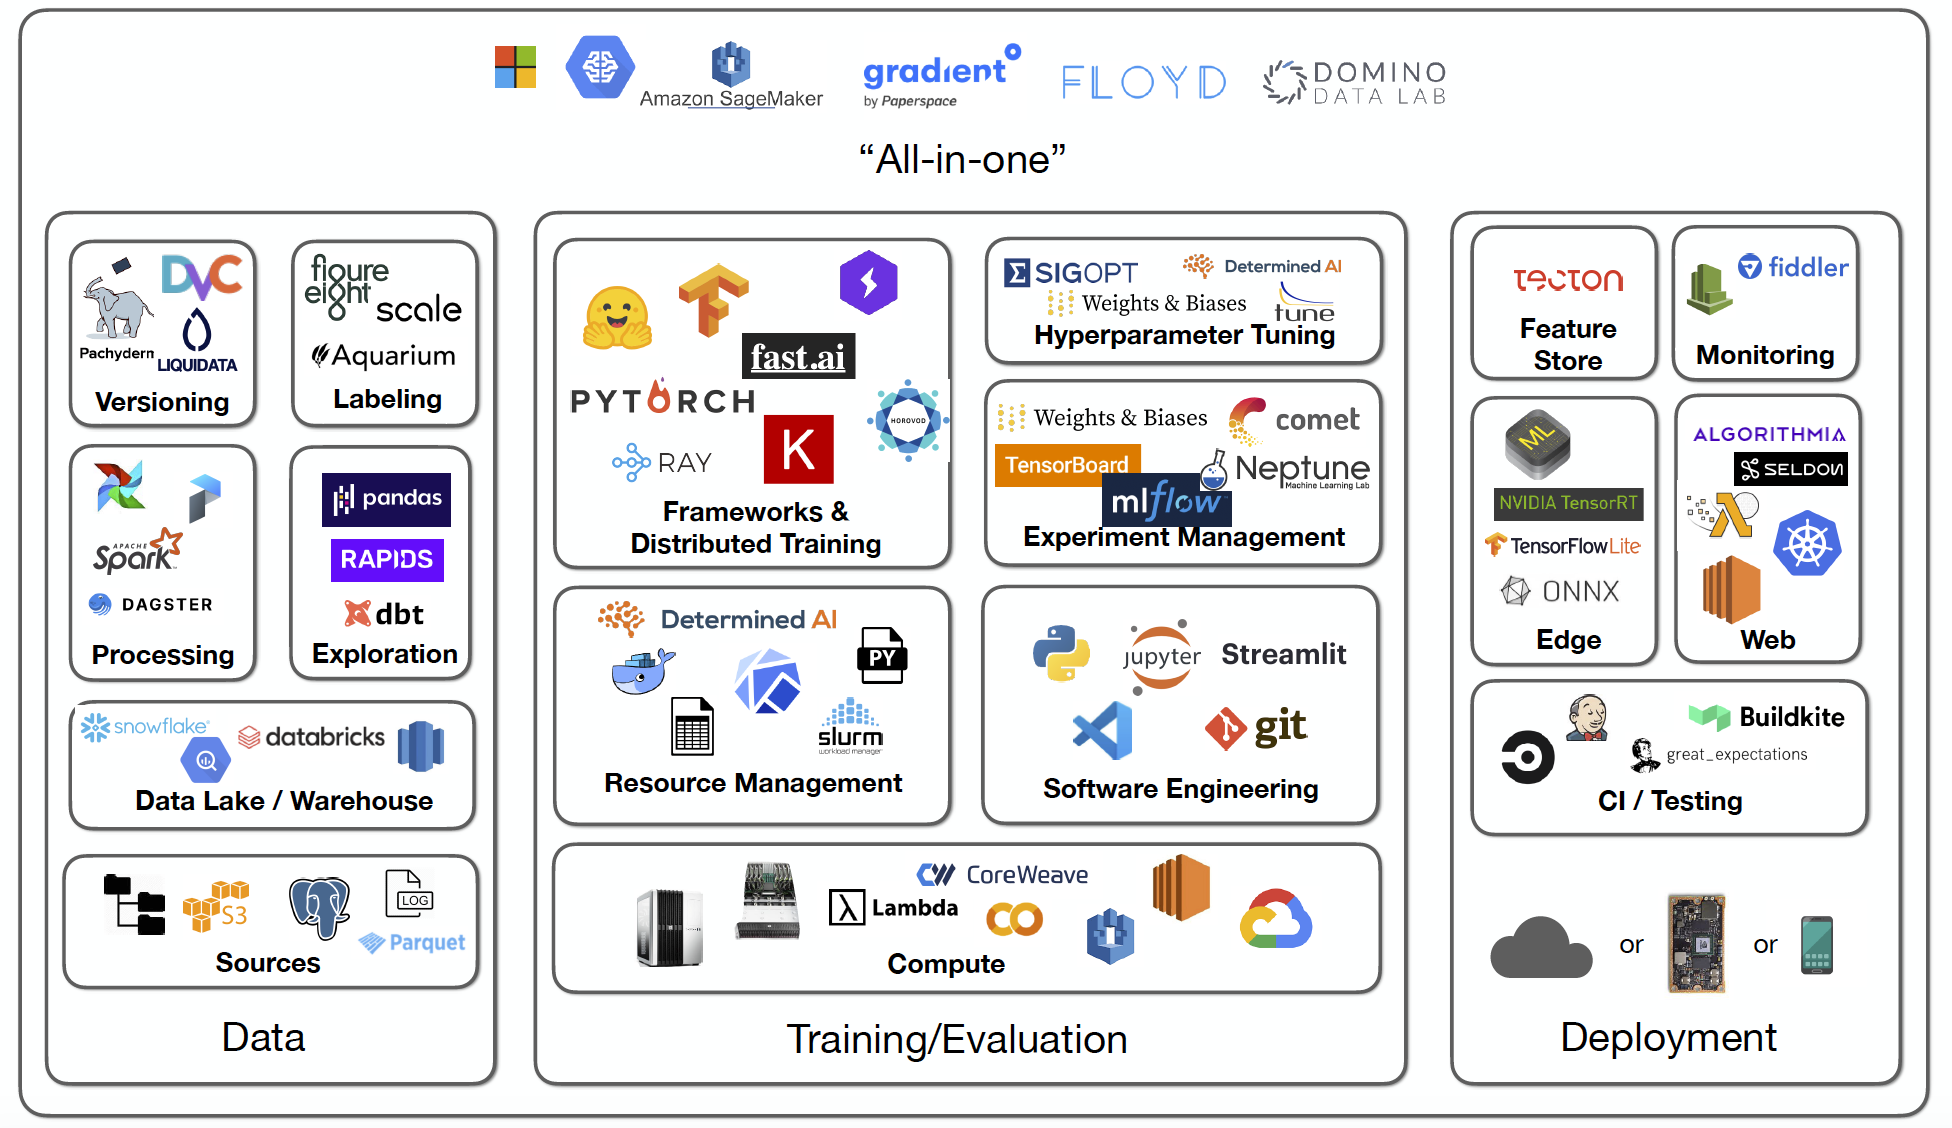 Amazon SageMaker
gradient
by Paperspace
FLOYD
DOMINO
DATA LAB
“All-in-one”
DVC
Pachyderm
LIQUIDATA
Versioning
figure
eight
scale
Aquarium
Labeling
APACHE
Spark
DAGSTER
Processing
pandas
RAPIDS
dbt
Exploration
snowflake
databricks
Data Lake / Warehouse
S3
LOG
Parquet
Sources
Data
fast.ai
PYTORCH
HOROVOD
RAY
K
Frameworks &
Distributed Training
SIGOPT
Determined AI
Weights & Biases
tune
Hyperparameter Tuning
Weights & Biases
comet
TensorBoard
Neptune
Machine Learning Lab
mlflow
Experiment Management
Determined AI
PY
slurm
workload manager
Resource Management
jupyter
Streamlit
git
Software Engineering
CoreWeave
Lambda
Compute
Training/Evaluation
TECTON
Feature
Store
fiddler
Monitoring
ML
NVIDIA TensorRT
TensorFlow Lite
ONNX
Edge
ALGORITHMIA
SELDON
Web
Buildkite
great_expectations
CI / Testing
or
or
Deployment